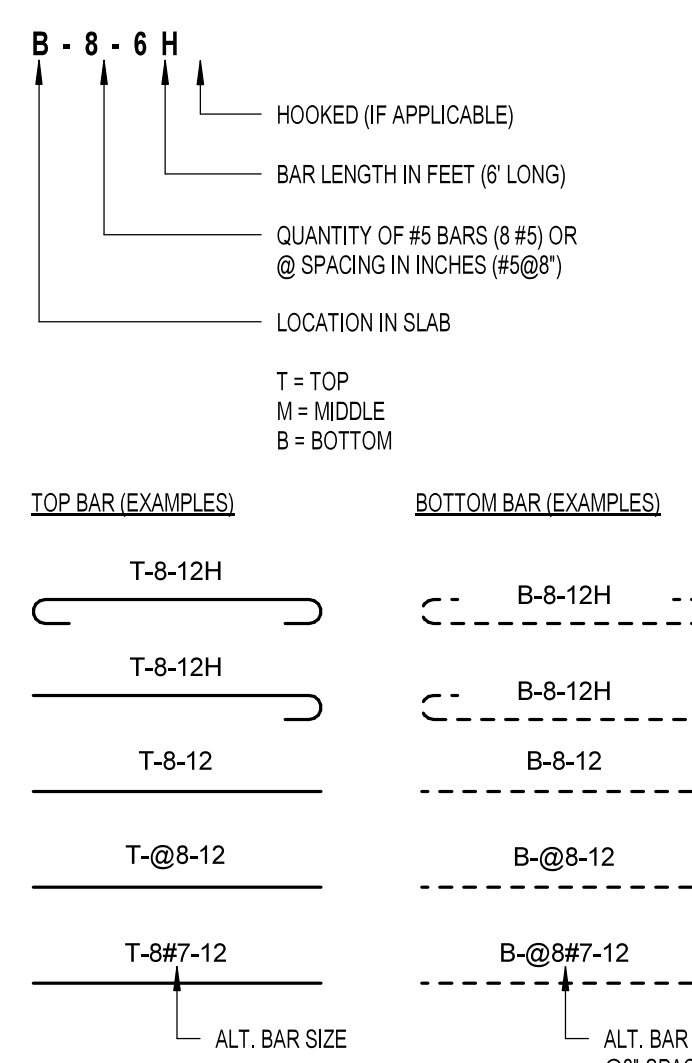 B - 8 - 6 H
HOOKED (IF APPLICABLE)
BAR LENGTH IN FEET (6' LONG)
QUANTITY OF #5 BARS (8 #5) OR
@ SPACING IN INCHES (#5@8")
LOCATION IN SLAB
T = TOP
M = MIDDLE
B = BOTTOM
TOP BAR (EXAMPLES)
BOTTOM BAR (EXAMPLES)
T-8-12H
B-8-12H
T-8-12H
B-8-12H
T-8-12
B-8-12
T-@8-12
B-@8-12
T-8#7-12
B-@8#7-12
ALT. BAR SIZE
ALT. BAR